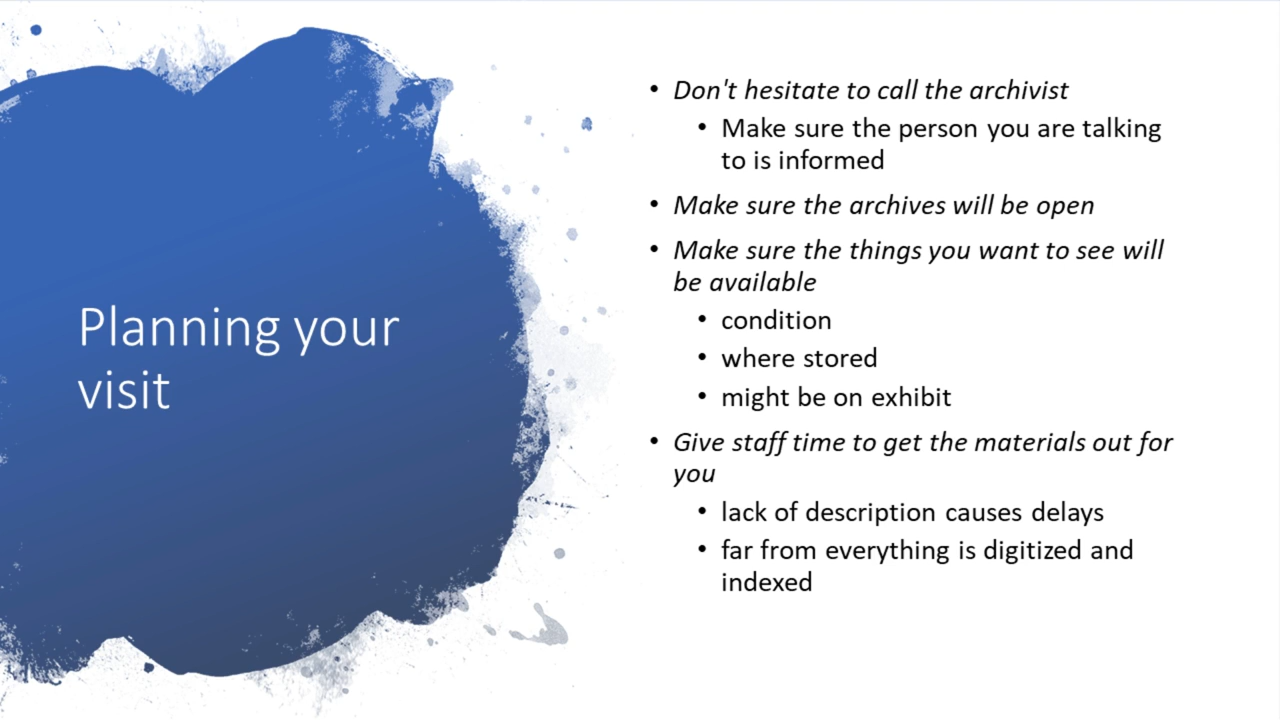 Planning your
visit
• Don't hesitate to call the archivist
• Make sure the person you are talking
to is informed
• Make sure the archives will be open
• Make sure the things you want to see will
be available
• condition
• where stored
• might be on exhibit
• Give staff time to get the materials out for
you
• lack of description causes delays
• far from everything is digitized and
indexed